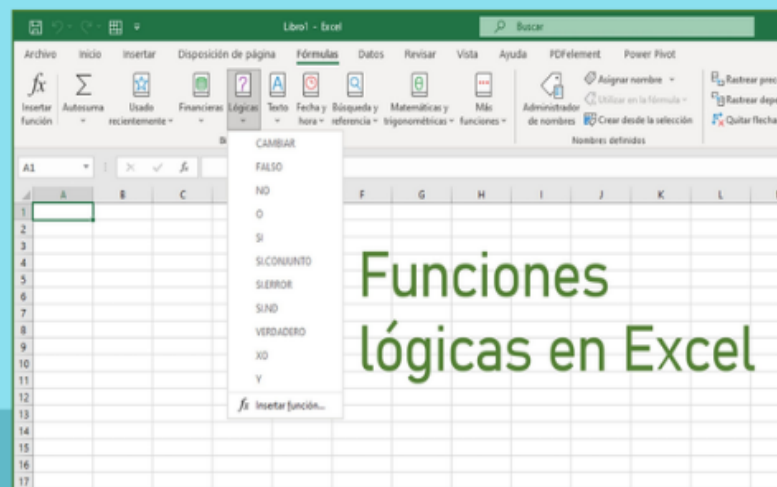 Libro1 - Excel
Buscar
Archivo Inicio Insertar Disposición de página Fórmulas Datos Revisar Vista Ayuda PDFelement Power Pivot
Insertar función
Autosuma
Usado recientemente
Financieras
Lógicas
Texto
Fecha y hora
Búsqueda y referencia
Matemáticas y trigonométricas
Más funciones
Administrador de nombres
Asignar nombre
Utilizar en la fórmula
Crear desde la selección
Nombres definidos
Rastrear
Rastrear
Quitar
A1
fx
A B C F G H I J K L
1
2
3
4
5
6
7
8
9
10
11
12
13
14
15
16
17
CAMBIAR
FALSO
NO
O
SI
SI.CONJUNTO
SI.ERROR
SI.ND
VERDADERO
XO
Y
fx Insertar función...
Funciones
lógicas en Excel